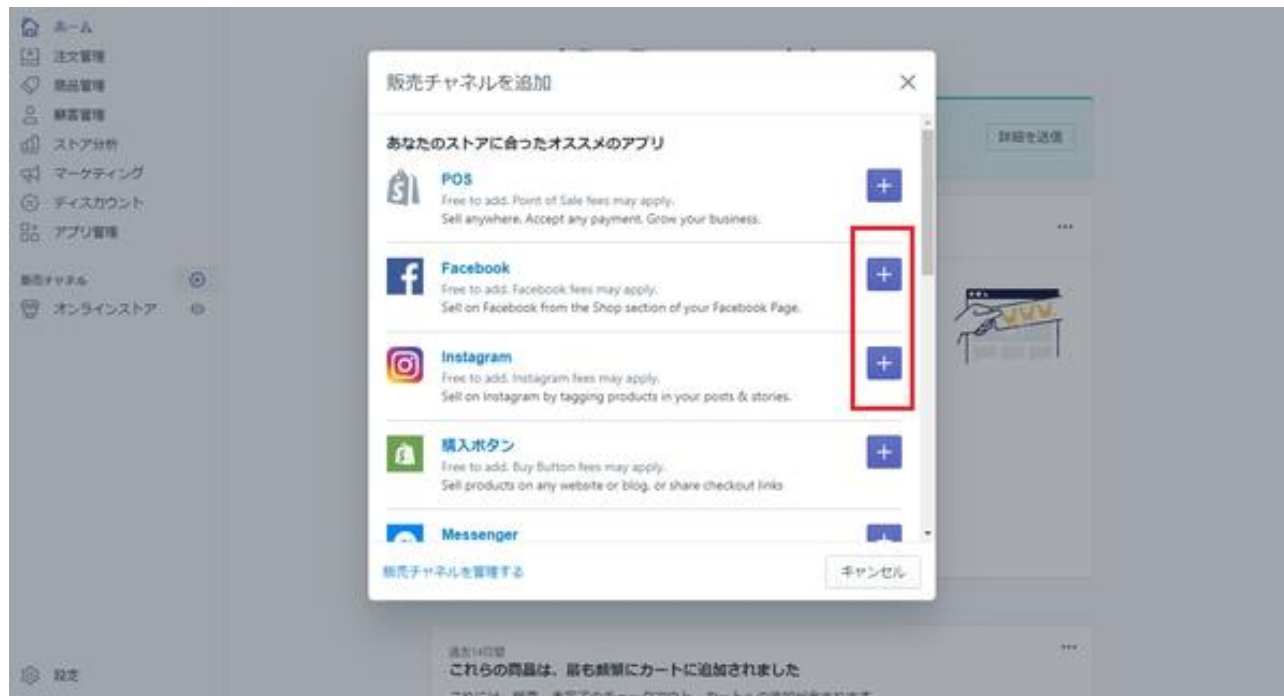 ホーム
注文管理
商品管理
顧客管理
ストア分析
マーケティング
ディスカウント
アプリ管理
販売チャネル
オンラインストア
設定
販売チャネルを追加
あなたのストアに合ったオススメのアプリ
POS
Free to add. Point of Sale fees may apply.
Sell anywhere. Accept any payment. Grow your business.
Facebook
Free to add. Facebook fees may apply.
Sell on Facebook from the Shop section of your Facebook Page.
Instagram
Free to add. Instagram fees may apply.
Sell on Instagram by tagging products in your posts & stories.
購入ボタン
Free to add. Buy Button fees may apply.
Sell products on any website or blog, or share checkout links
Messenger
販売チャネルを管理する
キャンセル
詳細を送信
過去14日間
これらの商品は、最も頻繁にカートに追加されました